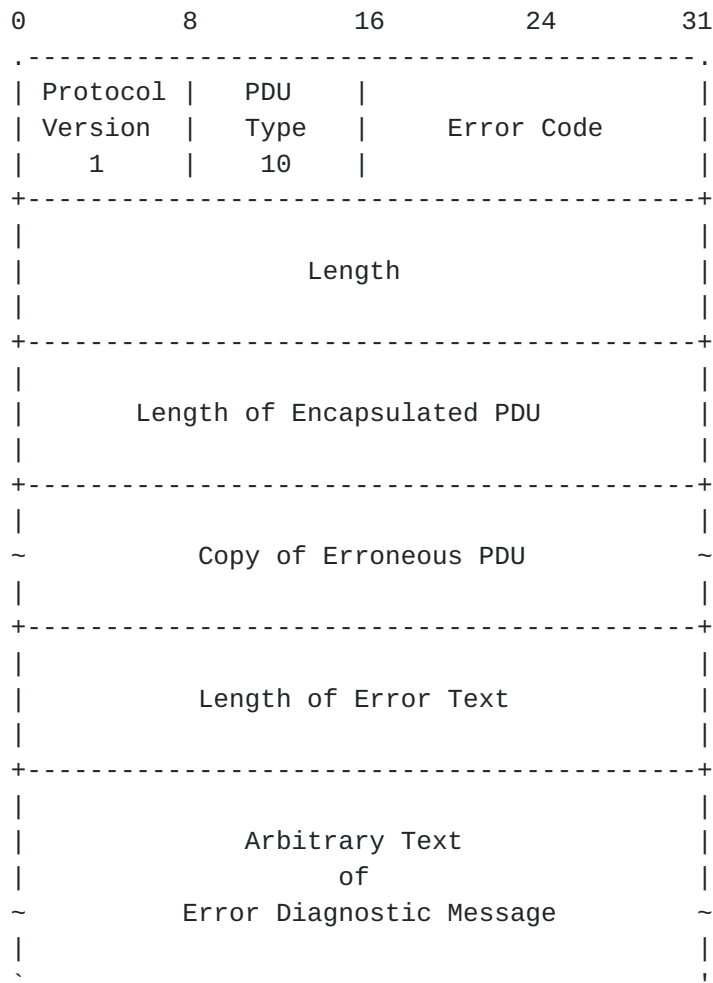 0          8          16         24        31
.-------------------------------------------.
| Protocol |   PDU    |                     |
| Version  |   Type   |     Error Code      |
|    1     |    10    |                     |
+-------------------------------------------+
|                                           |
|                  Length                   |
|                                           |
+-------------------------------------------+
|                                           |
|       Length of Encapsulated PDU          |
|                                           |
+-------------------------------------------+
|                                           |
~           Copy of Erroneous PDU           ~
|                                           |
+-------------------------------------------+
|                                           |
|           Length of Error Text            |
|                                           |
+-------------------------------------------+
|                                           |
|              Arbitrary Text               |
|                    of                     |
~          Error Diagnostic Message         ~
|                                           |
`-------------------------------------------'